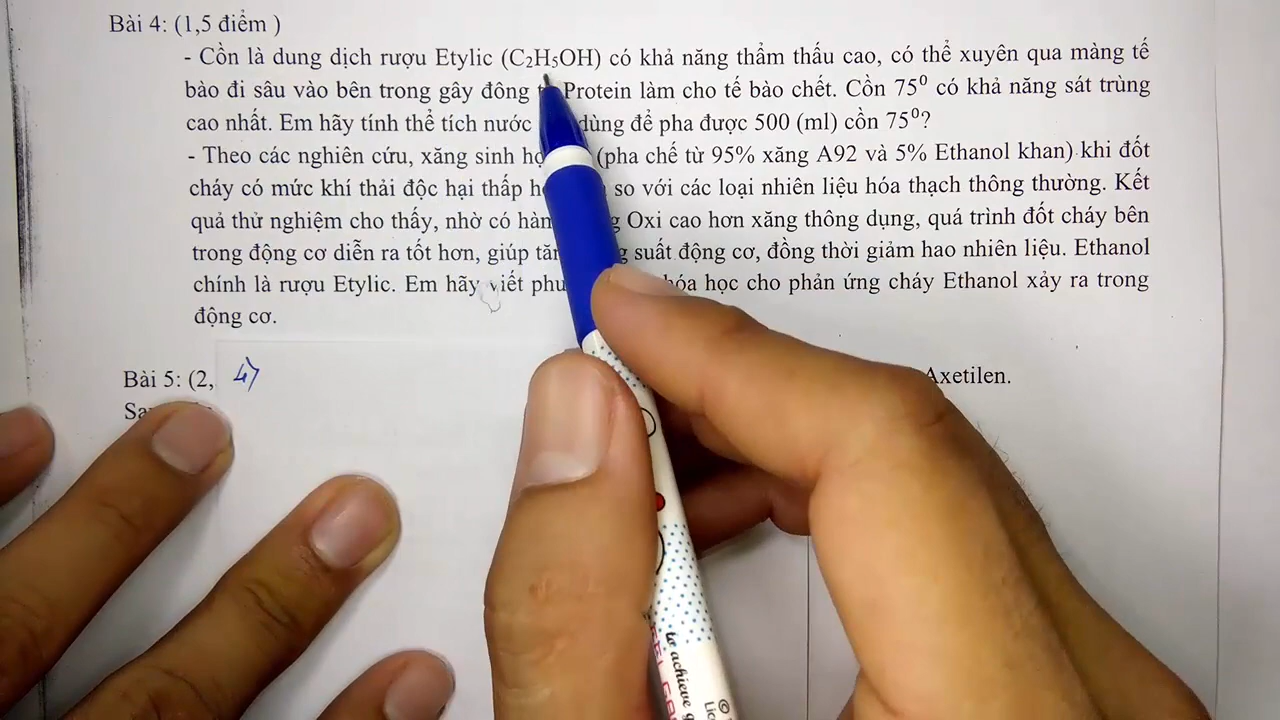 Bài 4: (1,5 điểm )
- Cồn là dung dịch rượu Etylic (C₂H₅OH) có khả năng thẩm thấu cao, có thể xuyên qua màng tế
bào đi sâu vào bên trong gây đông Protein làm cho tế bào chết. Cồn 75⁰ có khả năng sát trùng
cao nhất. Em hãy tính thể tích nước dùng để pha được 500 (ml) cồn 75⁰?
- Theo các nghiên cứu, xăng sinh (pha chế từ 95% xăng A92 và 5% Ethanol khan) khi đốt
cháy có mức khí thải độc hại thấp so với các loại nhiên liệu hóa thạch thông thường. Kết
quả thử nghiệm cho thấy, nhờ có Oxi cao hơn xăng thông dụng, quá trình đốt cháy bên
trong động cơ diễn ra tốt hơn, giúp suất động cơ, đồng thời giảm hao nhiên liệu. Ethanol
chính là rượu Etylic. Em hãy viết học cho phản ứng cháy Ethanol xảy ra trong
động cơ.
Bài 5: (2, 4) Axetilen.
to achieve